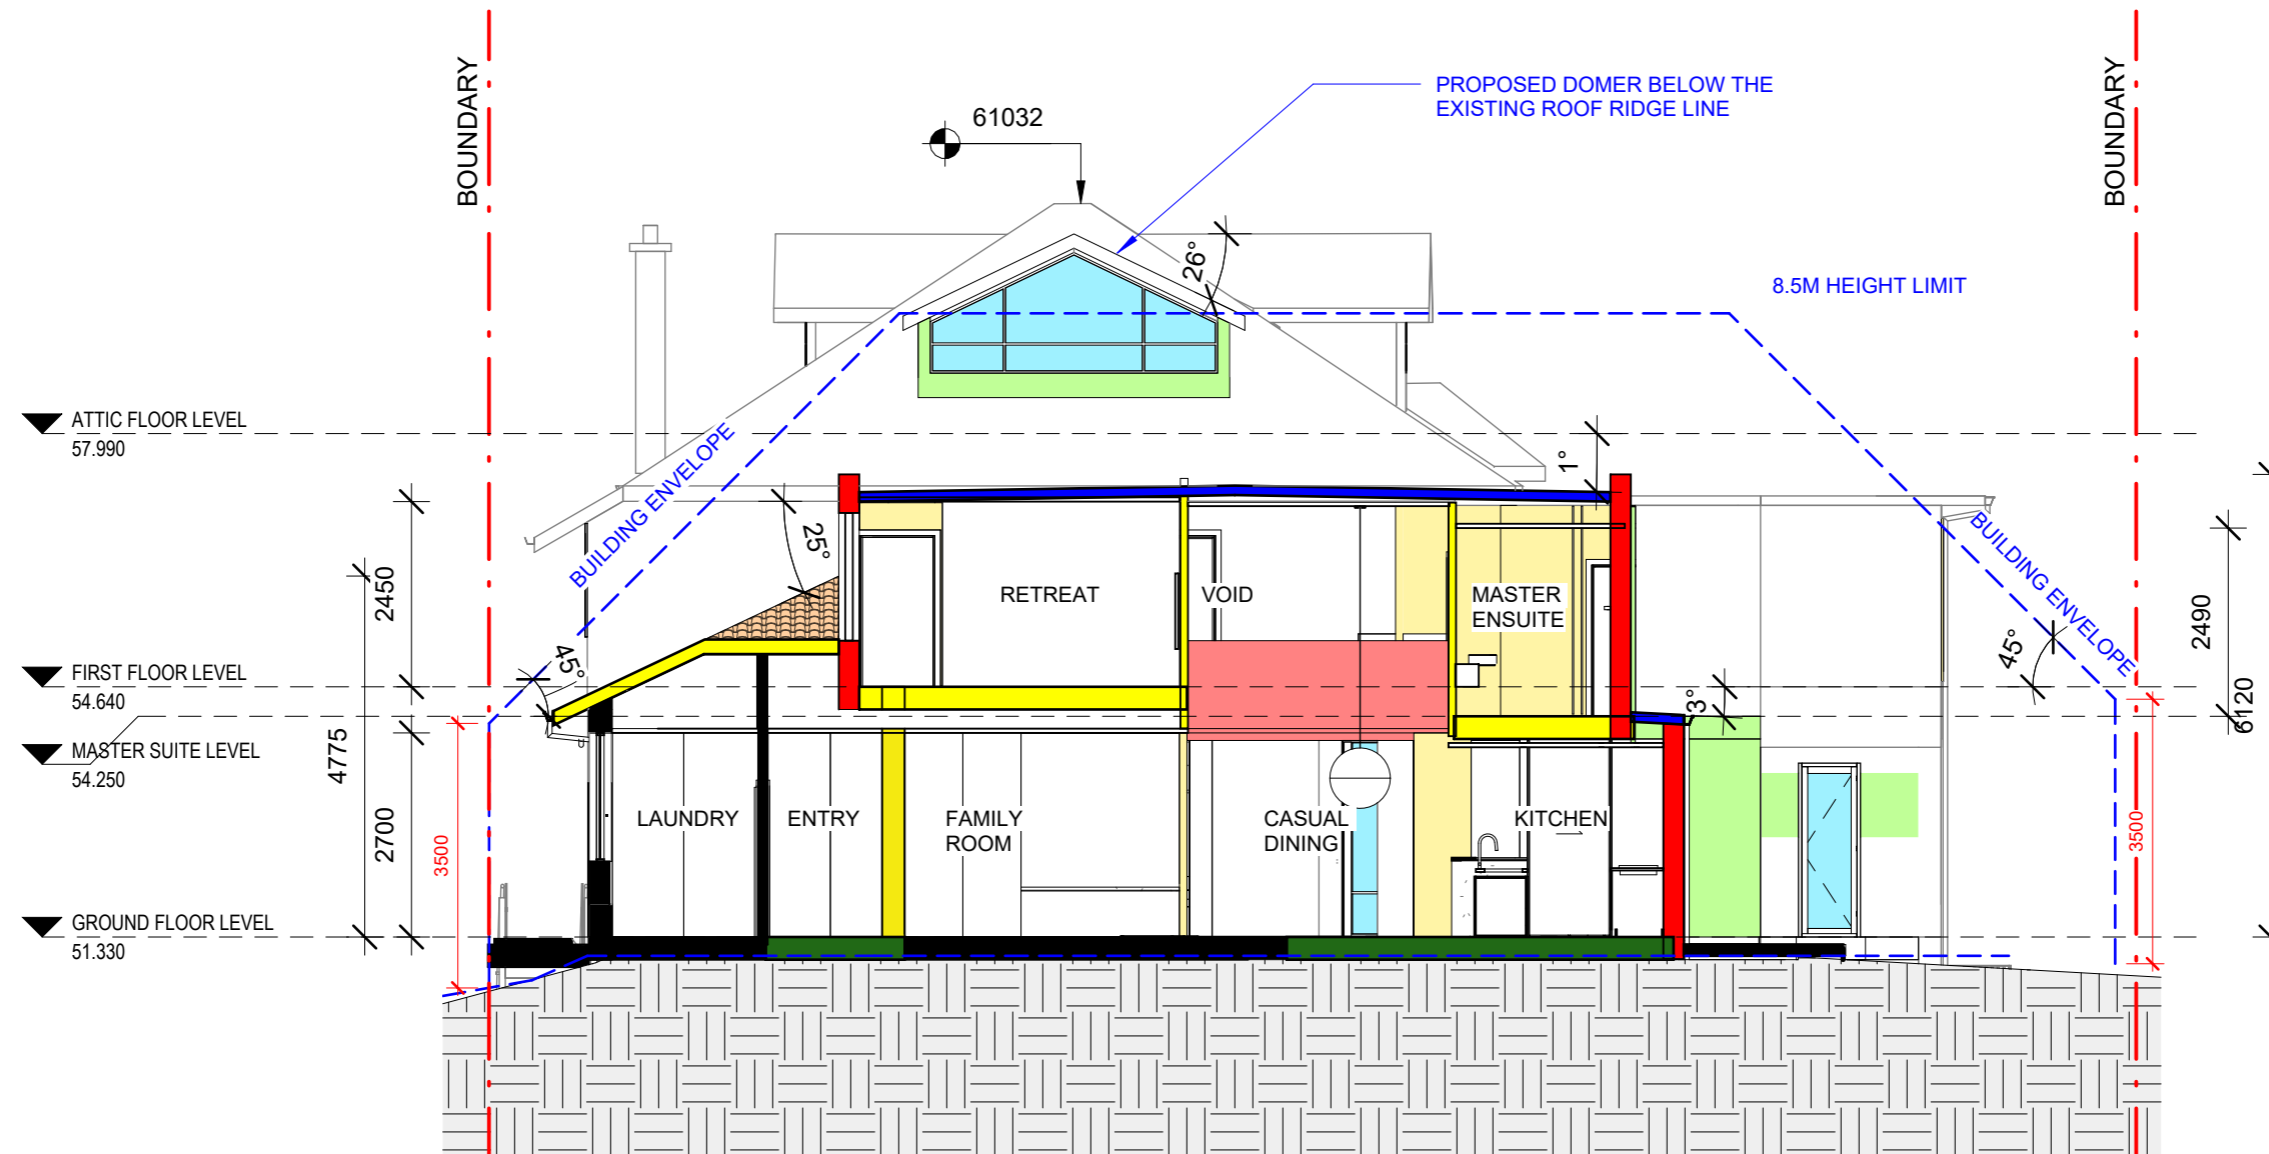 BOUNDARY
BOUNDARY
PROPOSED DOMER BELOW THE
EXISTING ROOF RIDGE LINE
61032
26°
8.5M HEIGHT LIMIT
ATTIC FLOOR LEVEL
57.990
BUILDING ENVELOPE
1°
25°
BUILDING ENVELOPE
2450
RETREAT
VOID
MASTER
ENSUITE
2490
45°
45°
FIRST FLOOR LEVEL
54.640
3°
6120
MASTER SUITE LEVEL
54.250
4775
2700
3500
LAUNDRY
ENTRY
FAMILY
ROOM
CASUAL
DINING
KITCHEN
3500
GROUND FLOOR LEVEL
51.330